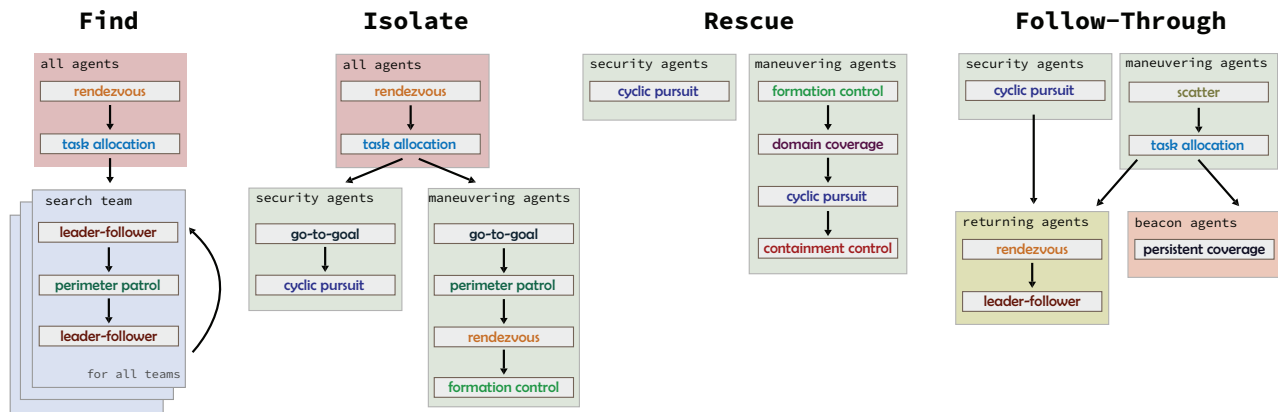 Find
all agents
rendezvous
task allocation
search team
leader-follower
perimeter patrol
leader-follower
for all teams
Isolate
all agents
rendezvous
task allocation
security agents
go-to-goal
cyclic pursuit
maneuvering agents
go-to-goal
perimeter patrol
rendezvous
formation control
Rescue
security agents
cyclic pursuit
maneuvering agents
formation control
domain coverage
cyclic pursuit
containment control
Follow-Through
security agents
cyclic pursuit
maneuvering agents
scatter
task allocation
returning agents
rendezvous
leader-follower
beacon agents
persistent coverage